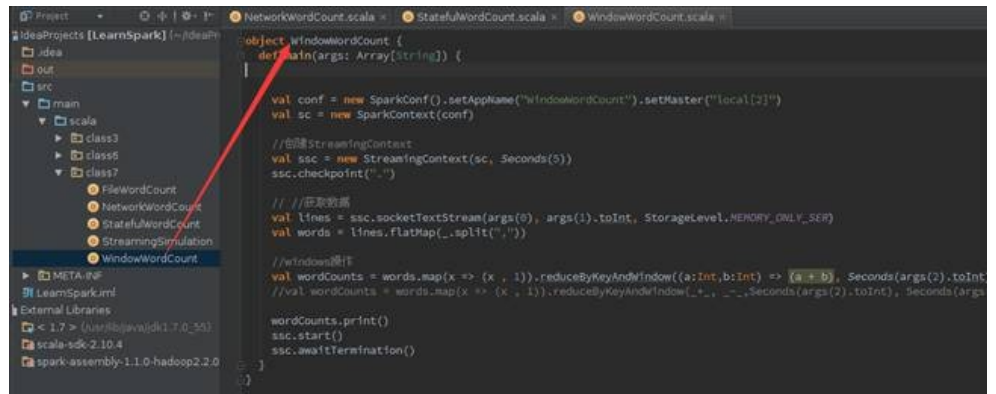 Project
NetworkWordCount.scala × StatefulWordCount.scala × WindowWordCount.scala ×
IdeaProjects [LearnSpark]
.idea
out
src
main
scala
class3
class6
class7
FileWordCount
NetworkWordCount
StatefulWordCount
StreamingSimulation
WindowWordCount
META-INF
LearnSpark.iml
External Libraries
< 1.7 > (/usr/lib/java/jdk1.7.0_55)
scala-sdk-2.10.4
spark-assembly-1.1.0-hadoop2.2.0
object WindowWordCount {
def main(args: Array[String]) {
val conf = new SparkConf().setAppName("WindowWordCount").setMaster("local[2]")
val sc = new SparkContext(conf)
//创建StreamingContext
val ssc = new StreamingContext(sc, Seconds(5))
ssc.checkpoint(".")
// //获取数据
val lines = ssc.socketTextStream(args(0), args(1).toInt, StorageLevel.MEMORY_ONLY_SER)
val words = lines.flatMap(_.split(","))
//windows操作
val wordCounts = words.map(x => (x , 1)).reduceByKeyAndWindow((a:Int,b:Int) => (a + b), Seconds(args(2).toInt)
//val wordCounts = words.map(x => (x , 1)).reduceByKeyAndWindow(_+_, _-_,Seconds(args(2).toInt), Seconds(args
wordCounts.print()
ssc.start()
ssc.awaitTermination()
}
}